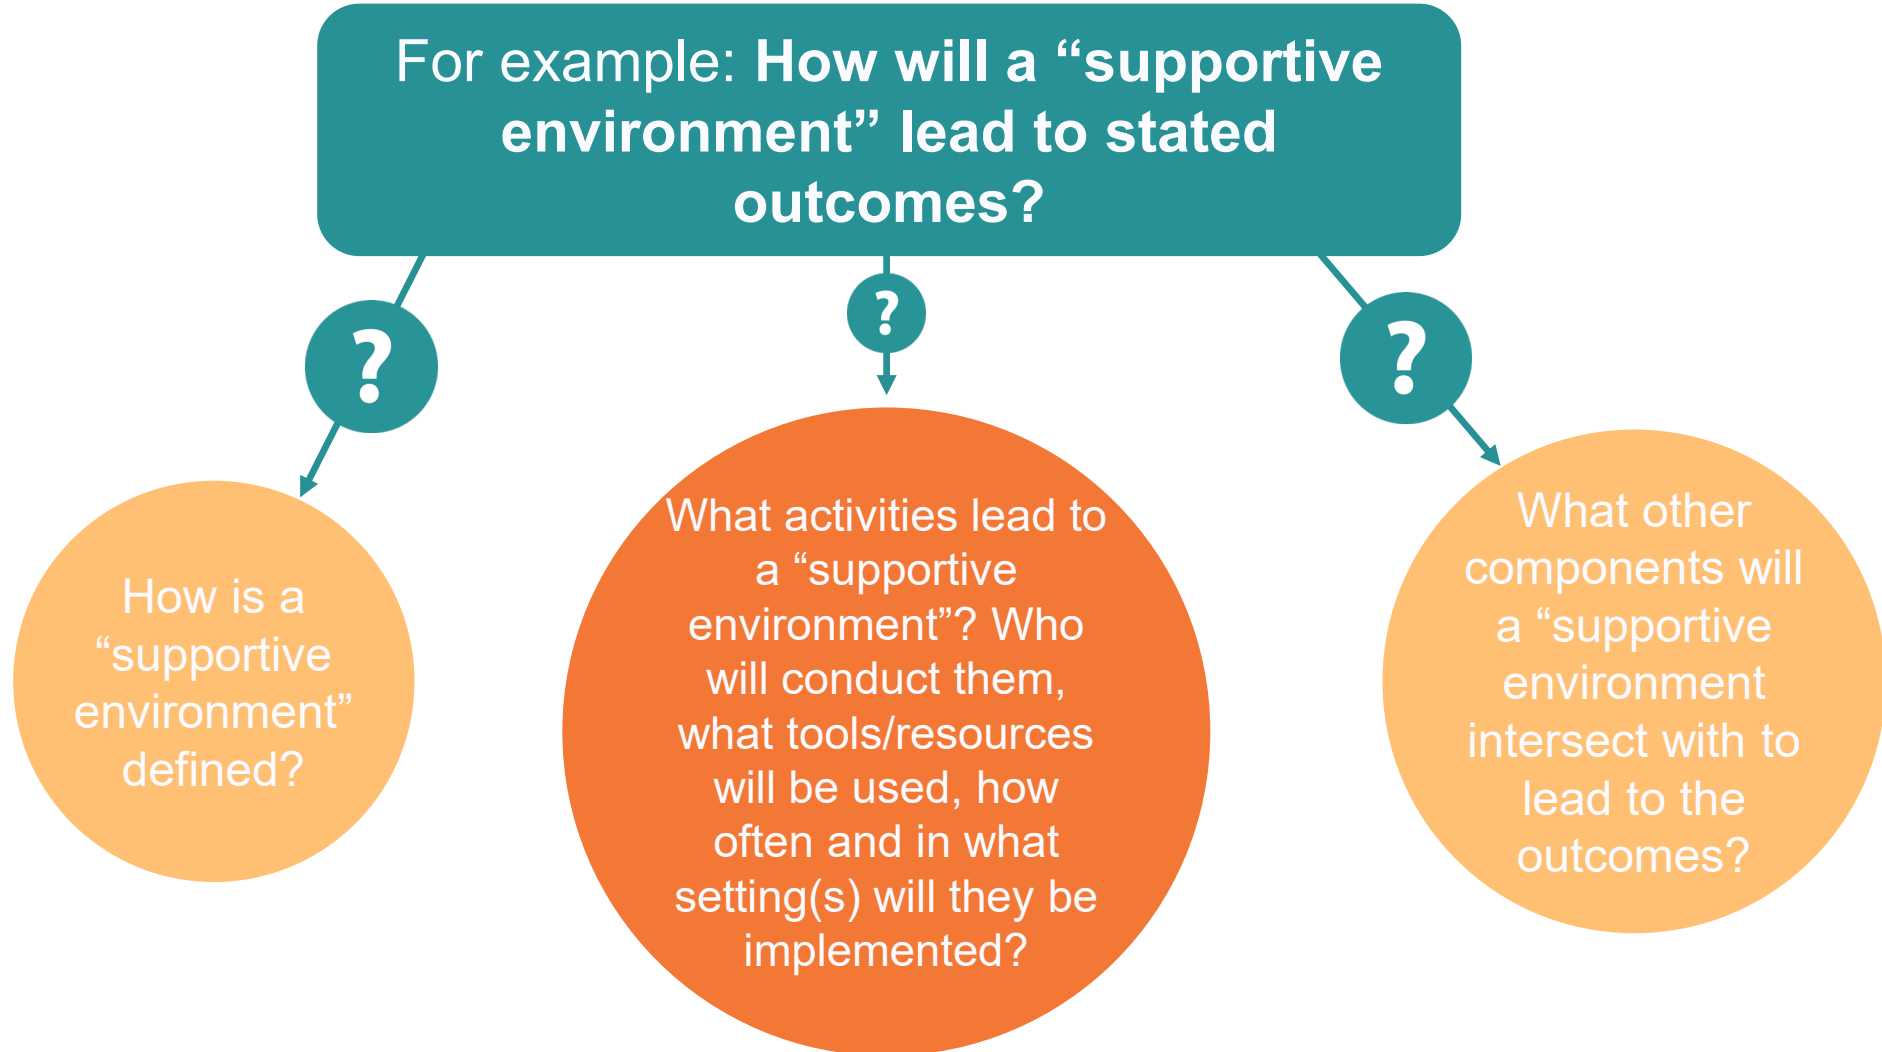 For example: How will a “supportive
environment” lead to stated
outcomes?
?
?
?
How is a
“supportive
environment”
defined?
What activities lead to
a “supportive
environment”? Who
will conduct them,
what tools/resources
will be used, how
often and in what
setting(s) will they be
implemented?
What other
components will
a “supportive
environment
intersect with to
lead to the
outcomes?